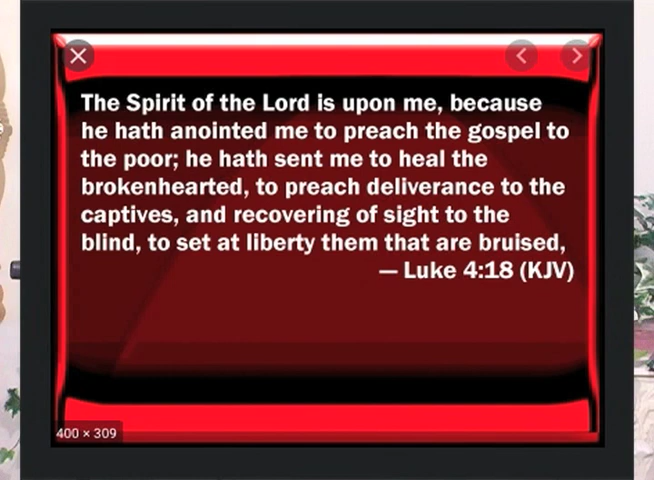 The Spirit of the Lord is upon me, because
he hath anointed me to preach the gospel to
the poor; he hath sent me to heal the
brokenhearted, to preach deliverance to the
captives, and recovering of sight to the
blind, to set at liberty them that are bruised,
— Luke 4:18 (KJV)
400 × 309